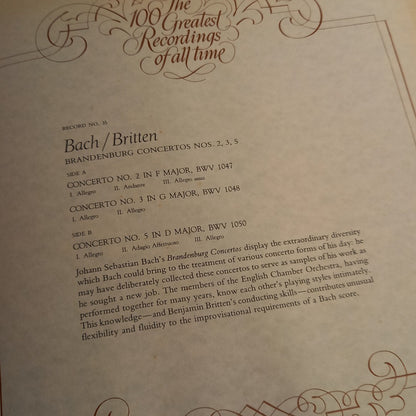 The
100 Greatest
Recordings
of all time
RECORD NO. 35
Bach/Britten
BRANDENBURG CONCERTOS NOS. 2, 3, 5
SIDE A
CONCERTO NO. 2 IN F MAJOR, BWV 1047
I. Allegro II. Andante III. Allegro assai
CONCERTO NO. 3 IN G MAJOR, BWV 1048
I. Allegro II. Allegro
SIDE B
CONCERTO NO. 5 IN D MAJOR, BWV 1050
I. Allegro II. Adagio Affettuoso III. Allegro
Johann Sebastian Bach's Brandenburg Concertos display the extraordinary diversity
which Bach could bring to the treatment of various concerto forms of his day: he
may have deliberately collected these concertos to serve as samples of his work as
he sought a new job. The members of the English Chamber Orchestra, having
performed together for many years, know each other's playing styles intimately.
This knowledge—and Benjamin Britten's conducting skills—contributes unusual
flexibility and fluidity to the improvisational requirements of a Bach score.